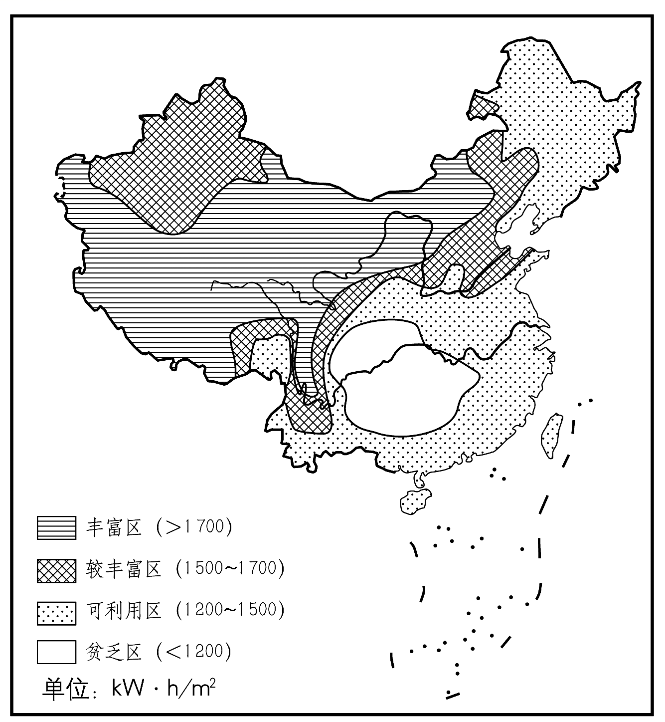 丰富区 (>1700)
较丰富区 (1500~1700)
可利用区 (1200~1500)
贫乏区 (<1200)
单位: kW·h/m²